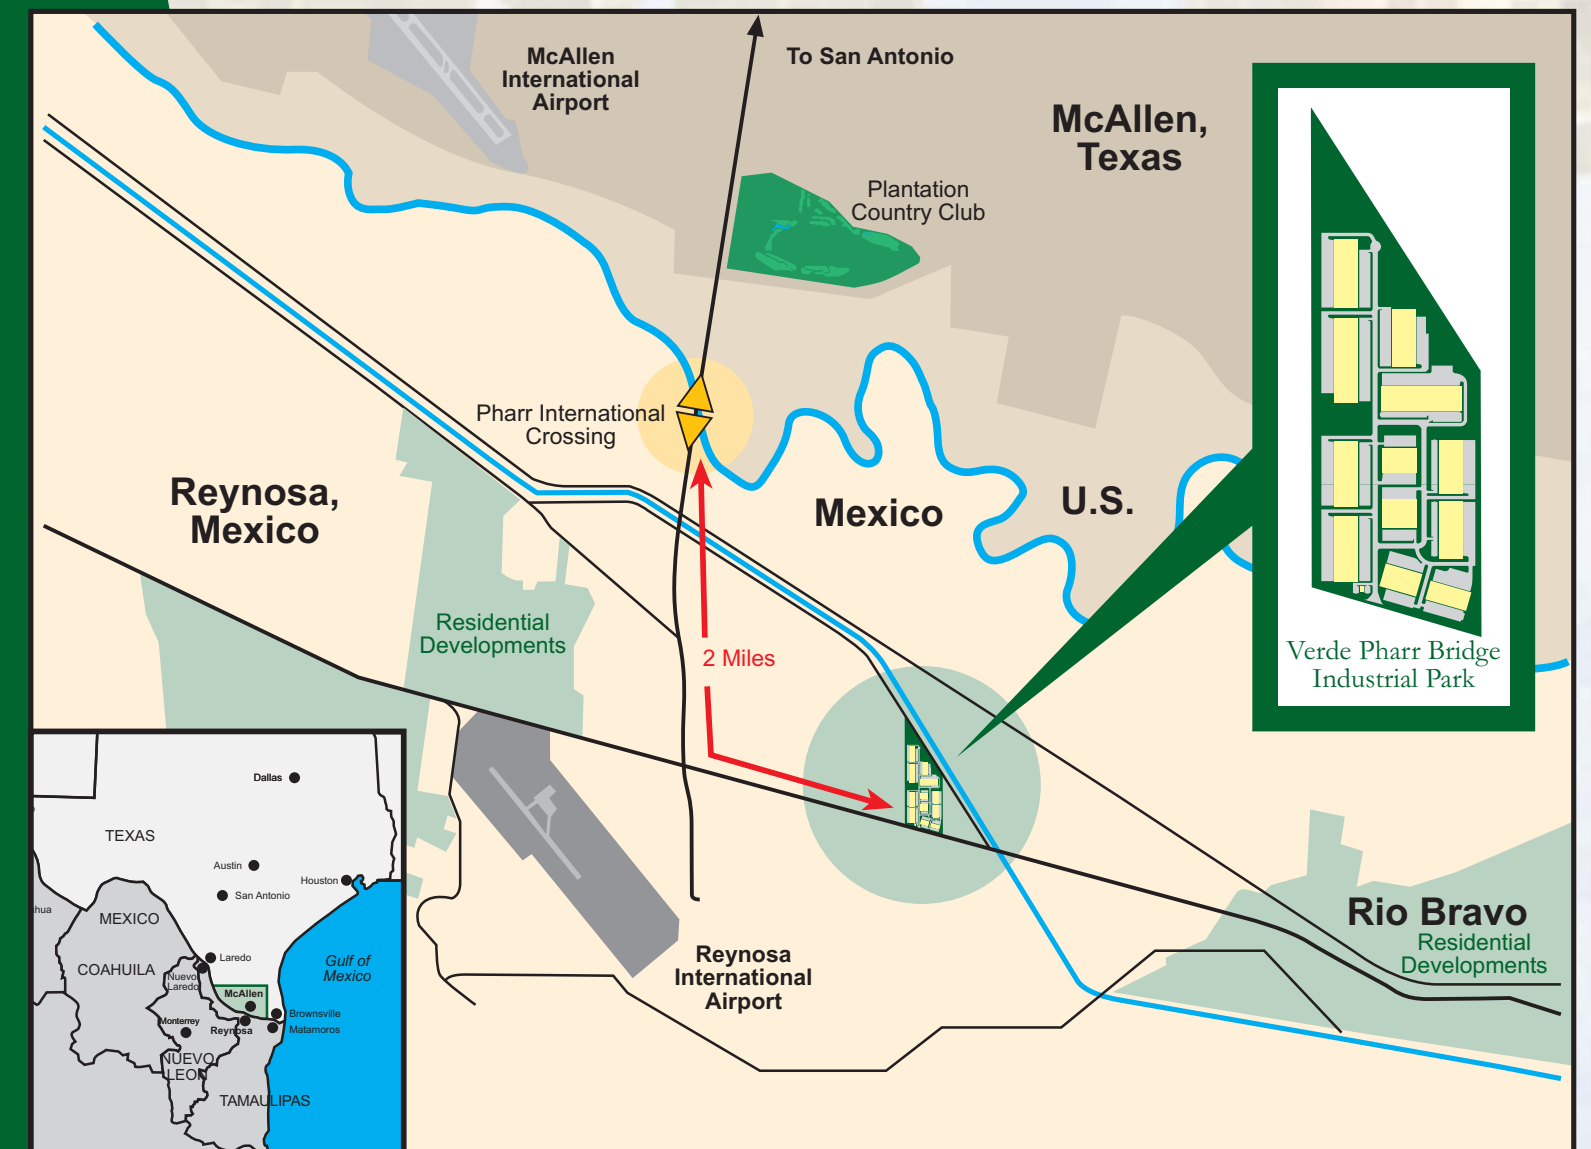 McAllen
International
Airport
To San Antonio
McAllen,
Texas
Plantation
Country Club
Pharr International
Crossing
Reynosa,
Mexico
Mexico
U.S.
Residential
Developments
2 Miles
Verde Pharr Bridge
Industrial Park
Reynosa
International
Airport
Rio Bravo
Residential
Developments
Dallas
TEXAS
Austin
Houston
San Antonio
hua
MEXICO
COAHUILA
Laredo
Nuevo
Laredo
Gulf of
Mexico
McAllen
Brownsville
Monterrey
Reynosa
Matamoros
NUEVO
LEON
TAMAULIPAS